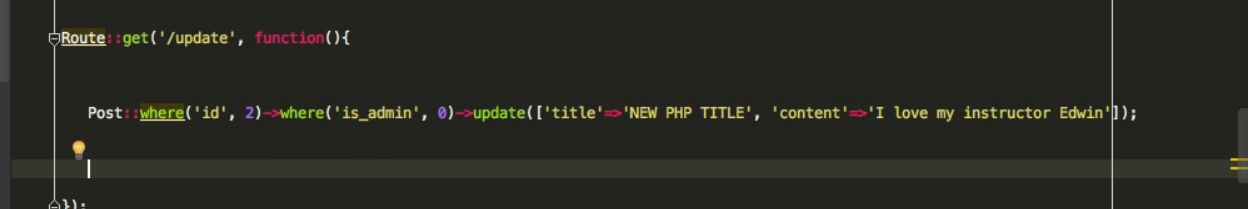 Route::get('/update', function(){
Post::where('id', 2)->where('is_admin', 0)->update(['title'=>'NEW PHP TITLE', 'content'=>'I love my instructor Edwin']);
});